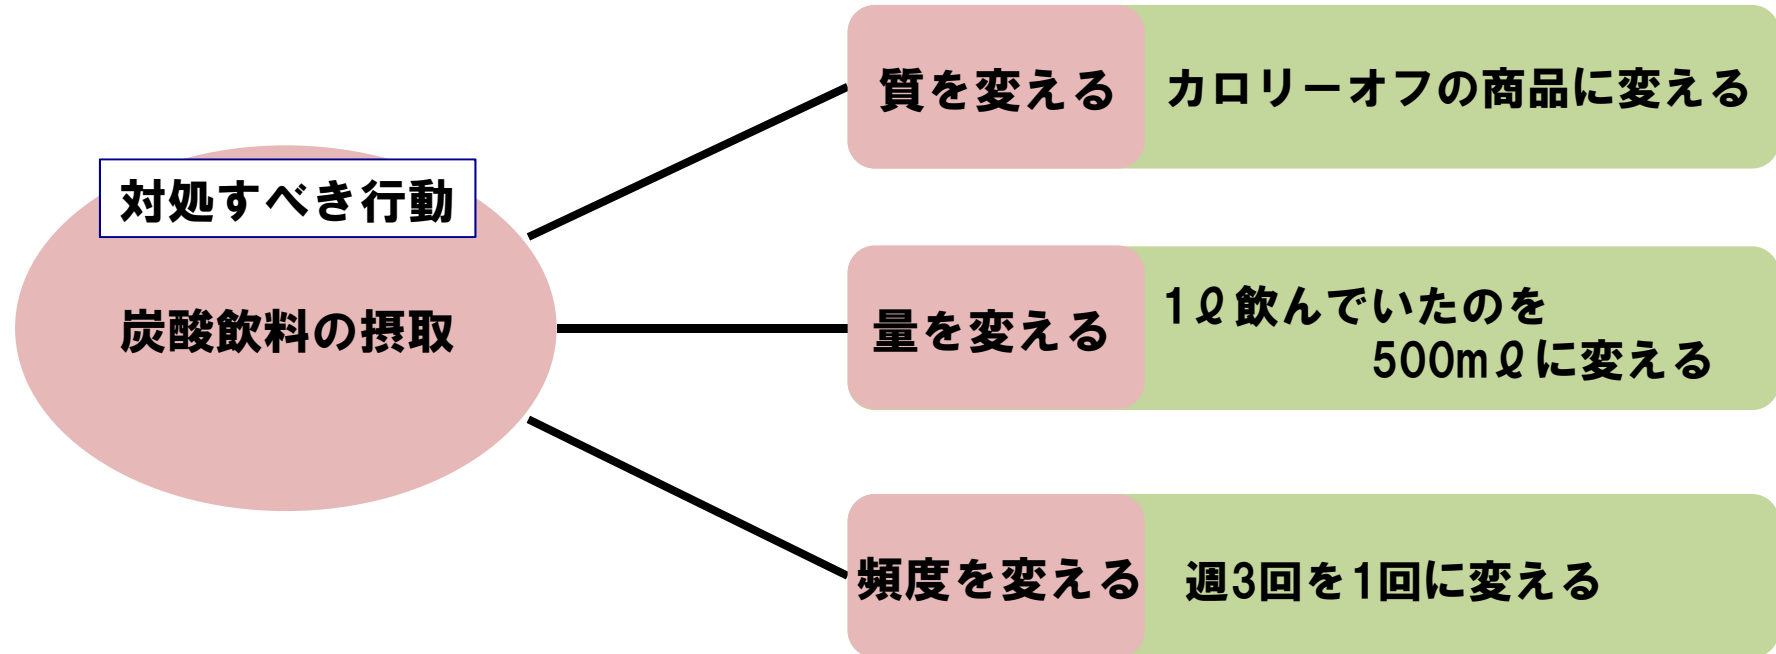 対処すべき行動
炭酸飲料の摂取
質を変える
カロリーオフの商品に変える
量を変える
1ℓ飲んでいたのを
500mℓに変える
頻度を変える
週3回を1回に変える